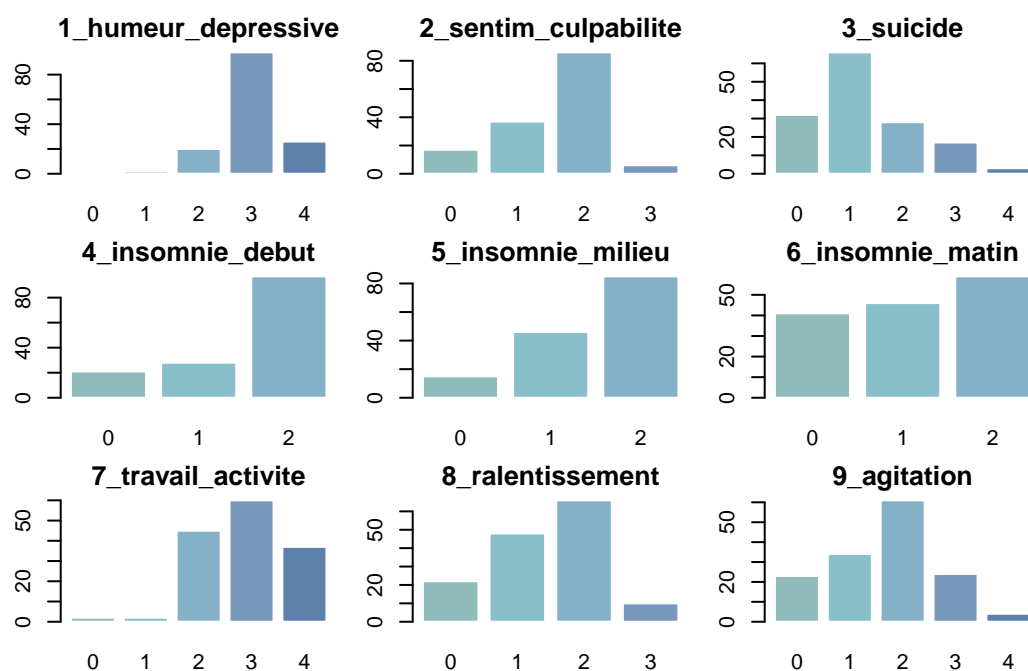 1_humeur_depressive
0 40 80
0 1 2 3 4
2_sentim_culpabilite
0 40 80
0 1 2 3
3_suicide
0 20 50
0 1 2 3 4
4_insomnie_debut
0 40 80
0 1 2
5_insomnie_milieu
0 40 80
0 1 2
6_insomnie_matin
0 20 50
0 1 2
7_travail_activite
0 20 50
0 1 2 3 4
8_ralentissement
0 20 50
0 1 2 3
9_agitation
0 20 50
0 1 2 3 4